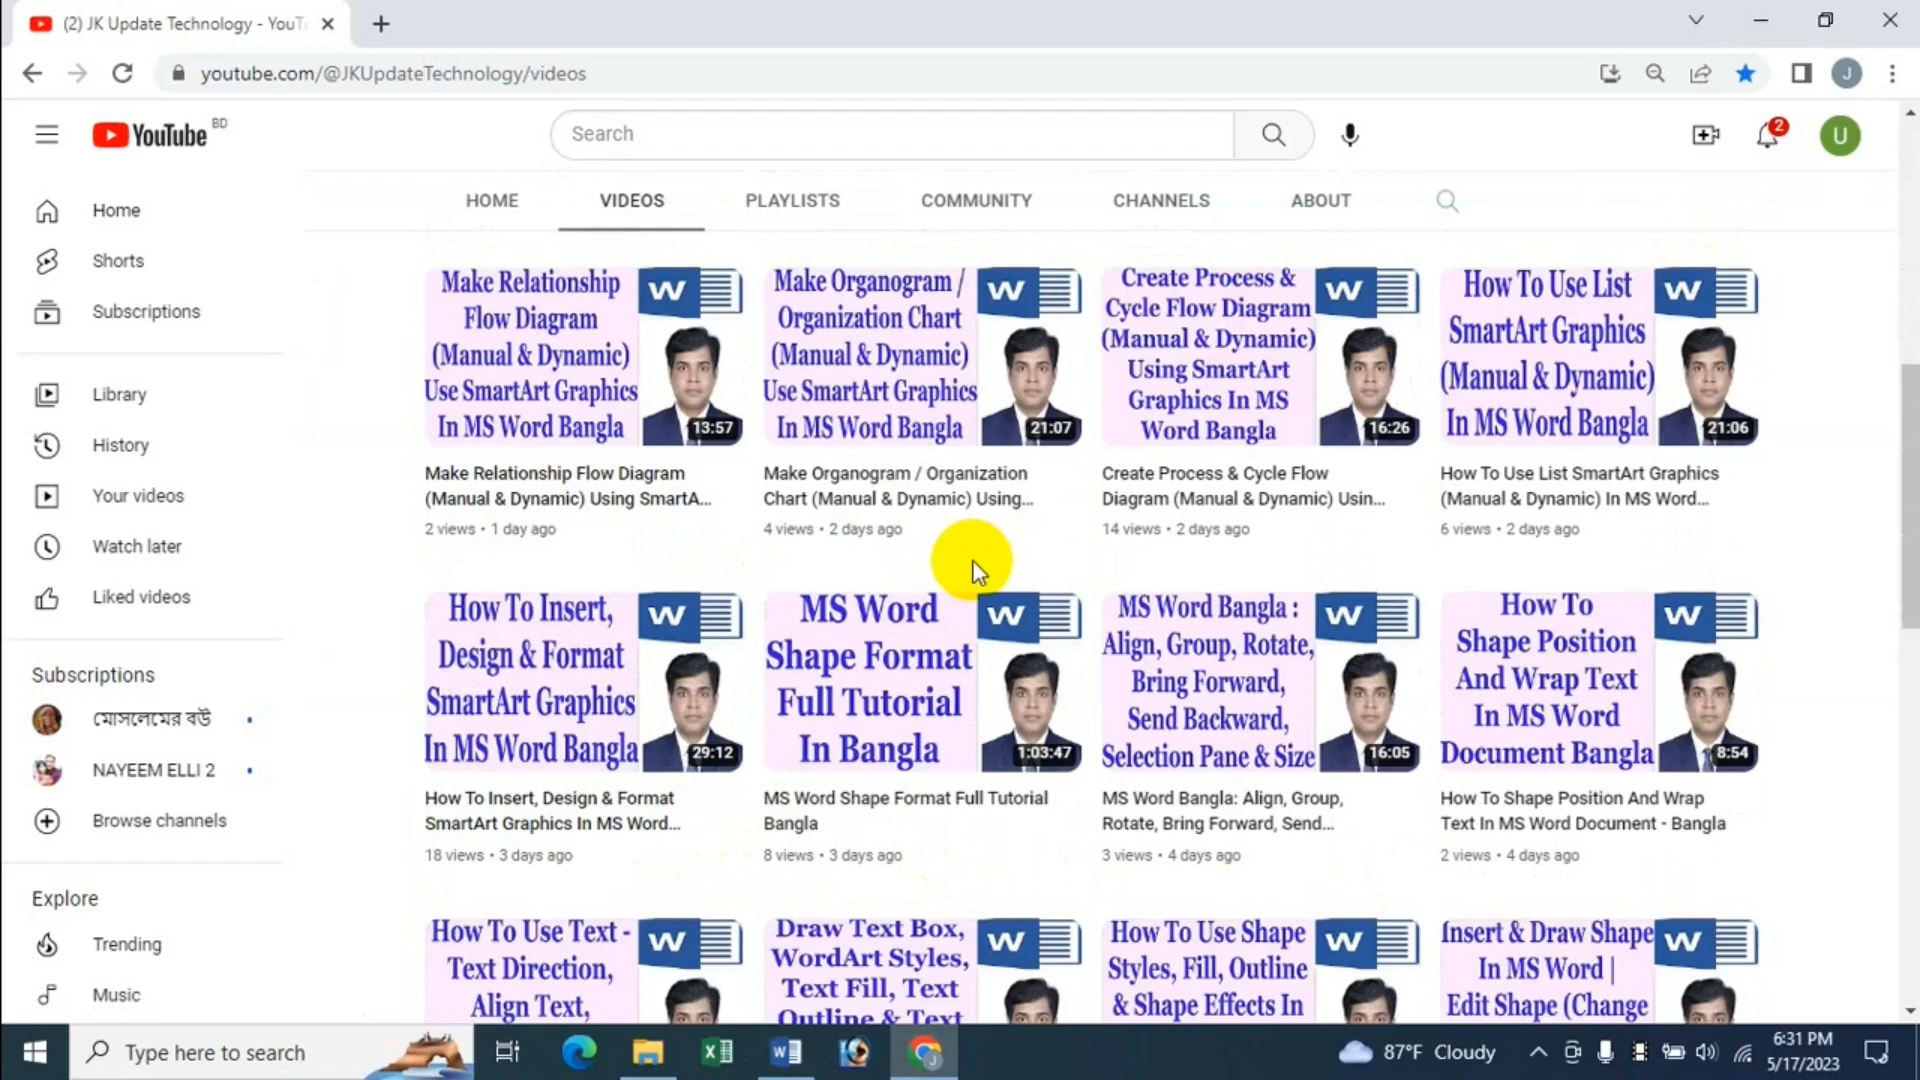 (2) JK Update Technology - YouTu
youtube.com/@JKUpdateTechnology/videos
J
YouTube BD
Search
2
U
Home
Shorts
Subscriptions
Library
History
Your videos
Watch later
Liked videos
Subscriptions
মোসলেমের বউ
NAYEEM ELLI 2
Browse channels
Explore
Trending
Music
HOME VIDEOS PLAYLISTS COMMUNITY CHANNELS ABOUT
Make Relationship
Flow Diagram
(Manual & Dynamic)
Use SmartArt Graphics
In MS Word Bangla
W
13:57
Make Relationship Flow Diagram
(Manual & Dynamic) Using SmartA...
2 views • 1 day ago
Make Organogram /
Organization Chart
(Manual & Dynamic)
Use SmartArt Graphics
In MS Word Bangla
W
21:07
Make Organogram / Organization
Chart (Manual & Dynamic) Using...
4 views • 2 days ago
Create Process &
Cycle Flow Diagram
(Manual & Dynamic)
Using SmartArt
Graphics In MS
Word Bangla
W
16:26
Create Process & Cycle Flow
Diagram (Manual & Dynamic) Usin...
14 views • 2 days ago
How To Use List
SmartArt Graphics
(Manual & Dynamic)
In MS Word Bangla
W
21:06
How To Use List SmartArt Graphics
(Manual & Dynamic) In MS Word...
6 views • 2 days ago
How To Insert,
Design & Format
SmartArt Graphics
In MS Word Bangla
W
29:12
How To Insert, Design & Format
SmartArt Graphics In MS Word...
18 views • 3 days ago
MS Word
Shape Format
Full Tutorial
In Bangla
W
1:03:47
MS Word Shape Format Full Tutorial
Bangla
8 views • 3 days ago
MS Word Bangla :
Align, Group, Rotate,
Bring Forward,
Send Backward,
Selection Pane & Size
W
16:05
MS Word Bangla: Align, Group,
Rotate, Bring Forward, Send...
3 views • 4 days ago
How To
Shape Position
And Wrap Text
In MS Word
Document Bangla
W
8:54
How To Shape Position And Wrap
Text In MS Word Document - Bangla
2 views • 4 days ago
How To Use Text -
Text Direction,
Align Text,
W
Draw Text Box,
WordArt Styles,
Text Fill, Text
Outline & Text
W
How To Use Shape
Styles, Fill, Outline
& Shape Effects In
W
Insert & Draw Shape
In MS Word |
Edit Shape (Change
W
Type here to search
87°F Cloudy
6:31 PM
5/17/2023